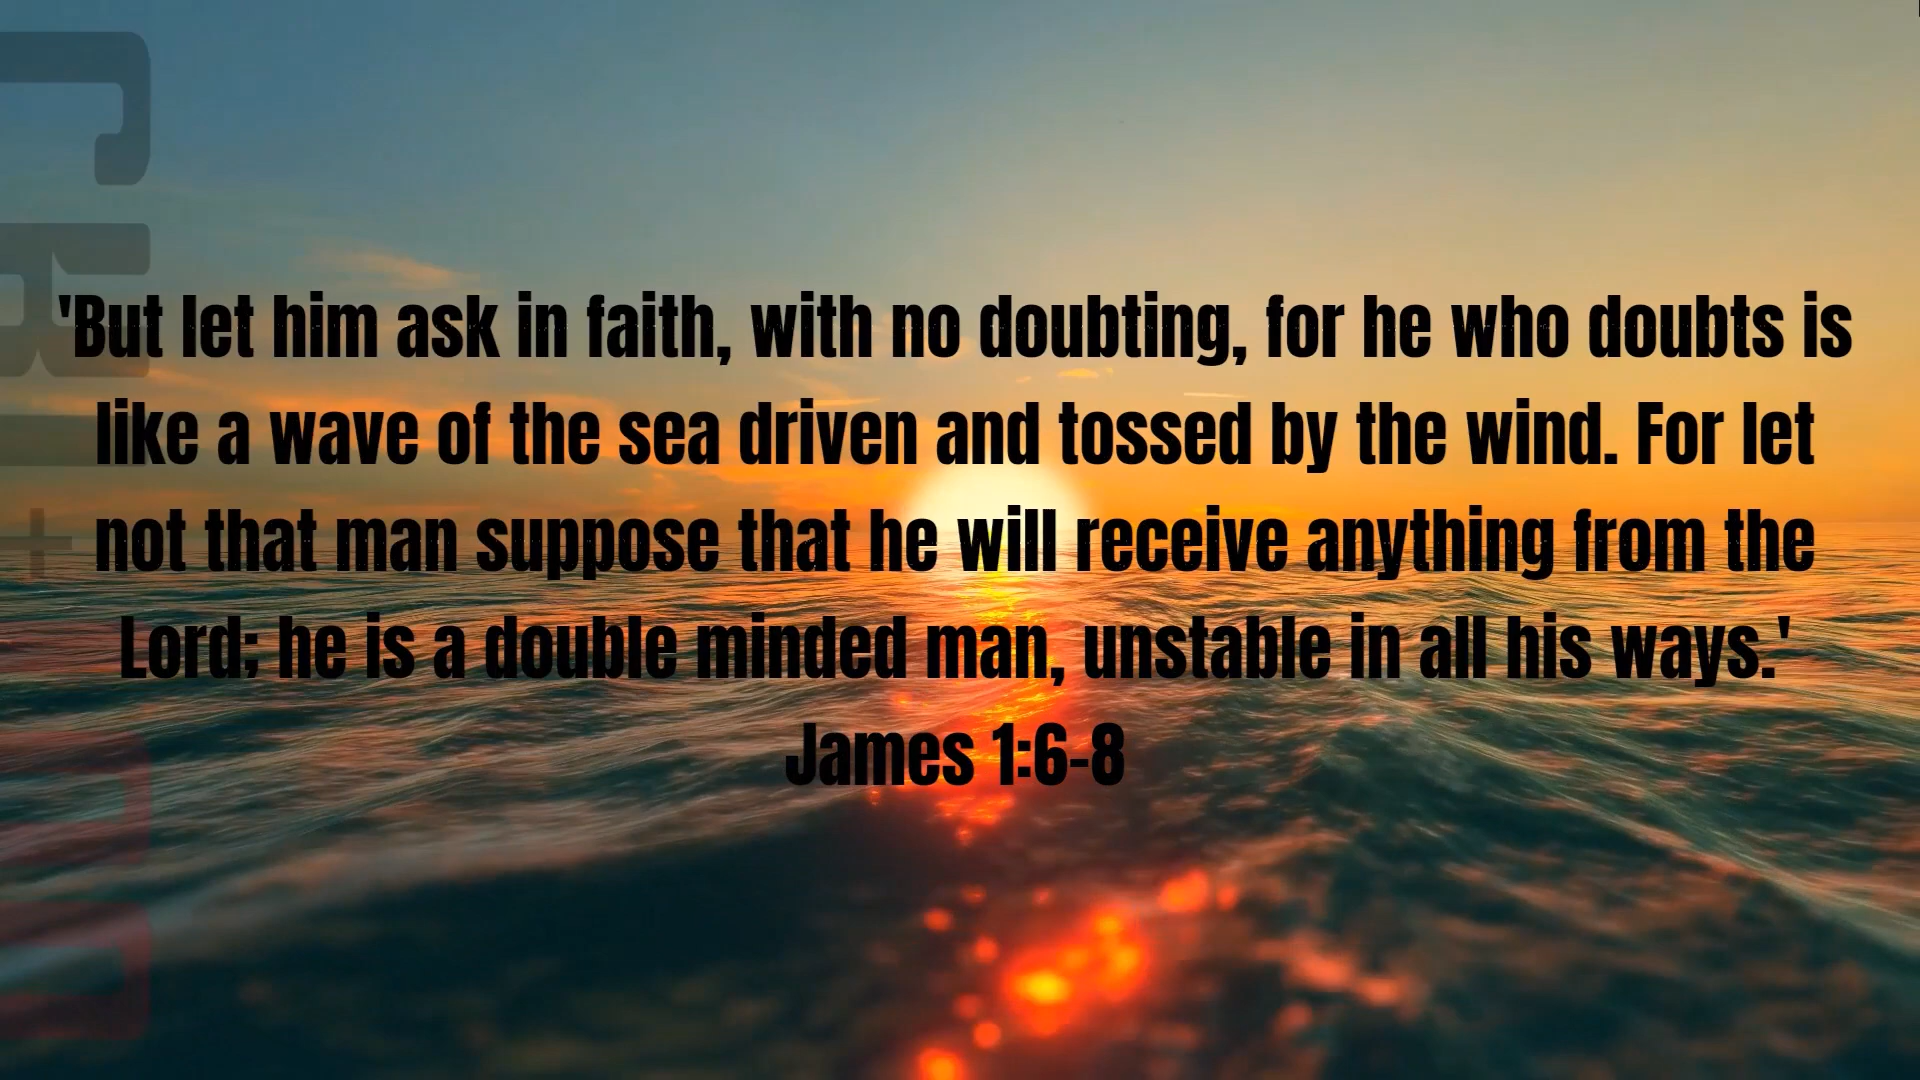 'But let him ask in faith, with no doubting, for he who doubts is
like a wave of the sea driven and tossed by the wind. For let
not that man suppose that he will receive anything from the
Lord; he is a double minded man, unstable in all his ways.'
James 1:6-8